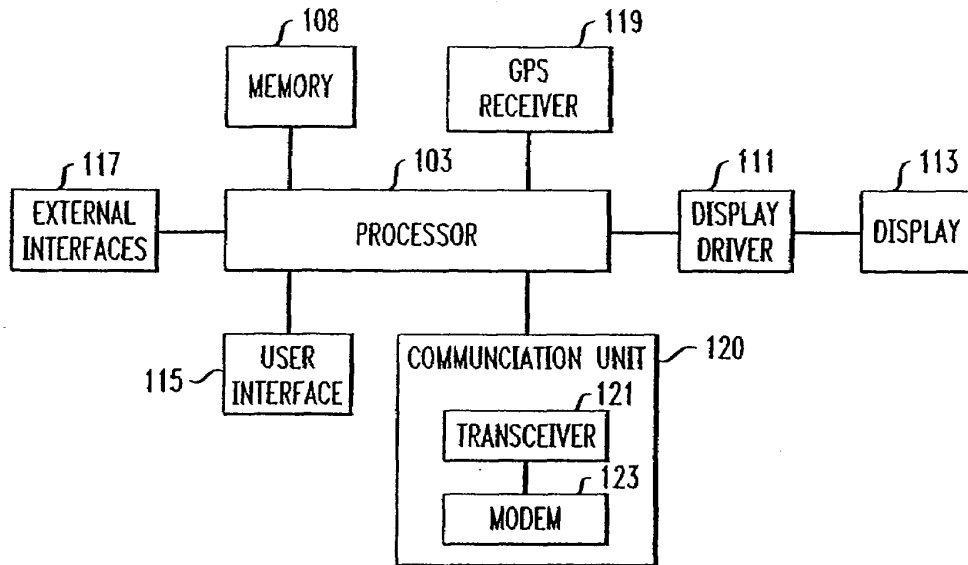 108
MEMORY
119
GPS
RECEIVER
117
EXTERNAL
INTERFACES
103
PROCESSOR
111
DISPLAY
DRIVER
113
DISPLAY
115
USER
INTERFACE
COMMUNCIATION UNIT
120
121
TRANSCEIVER
123
MODEM